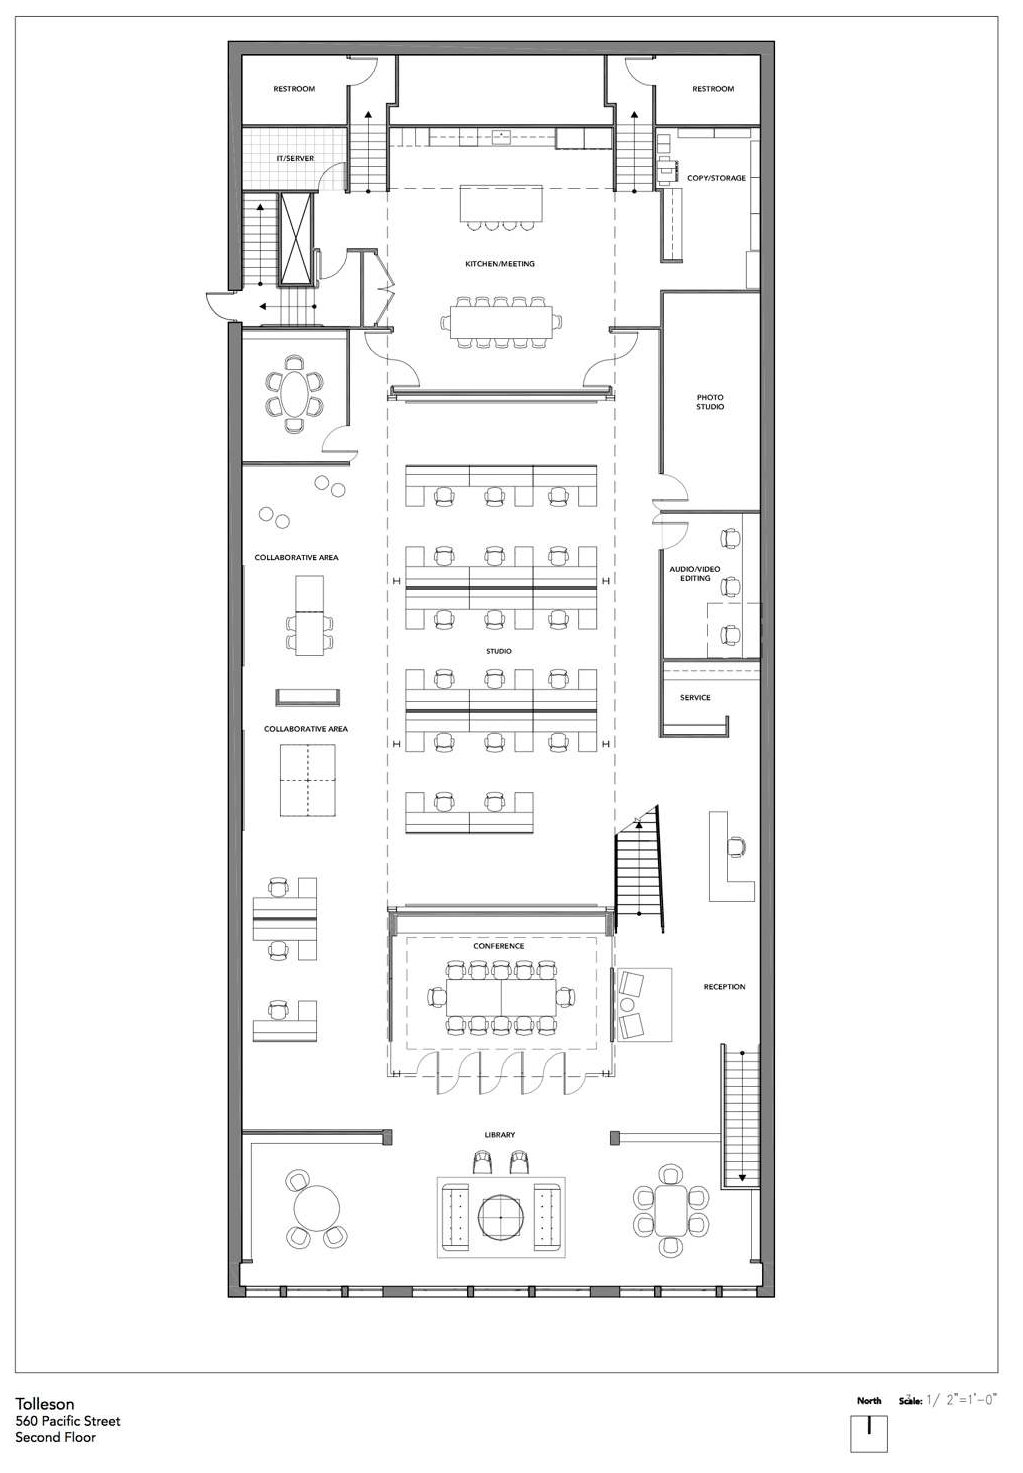 RESTROOM
RESTROOM
IT/SERVER
COPY/STORAGE
KITCHEN/MEETING
PHOTO
STUDIO
COLLABORATIVE AREA
AUDIO/VIDEO
EDITING
STUDIO
SERVICE
COLLABORATIVE AREA
CONFERENCE
RECEPTION
LIBRARY
Tolleson
560 Pacific Street
Second Floor
North
Scale: 1/ 2"=1'-0"